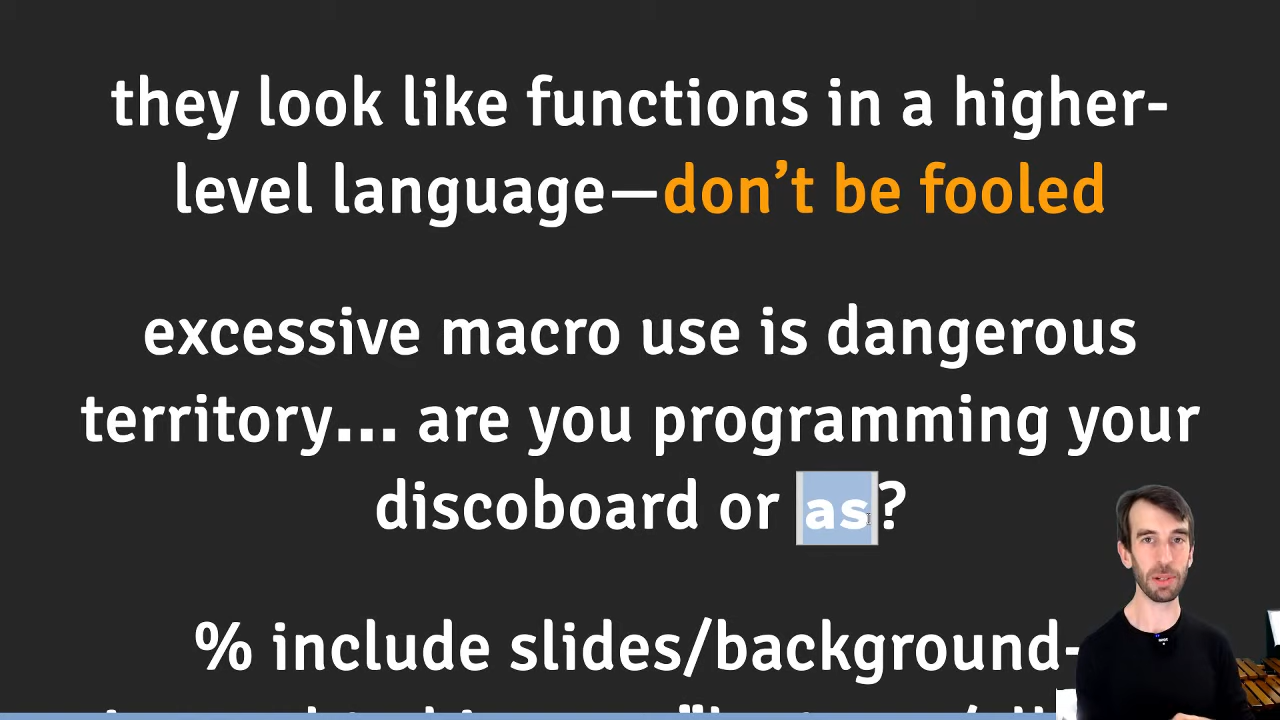 they look like functions in a higher-
level language—don’t be fooled
excessive macro use is dangerous
territory… are you programming your
discoboard or as?
% include slides/background-